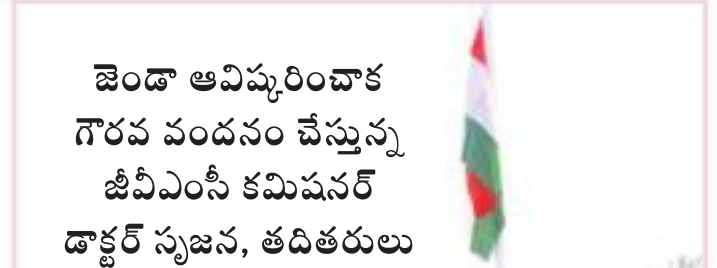 జెండా ఆవిష్కరించాక
గౌరవ వందనం చేస్తున్న
జీవీఎంసీ కమిషనర్
డాక్టర్ సృజన, తదితరులు